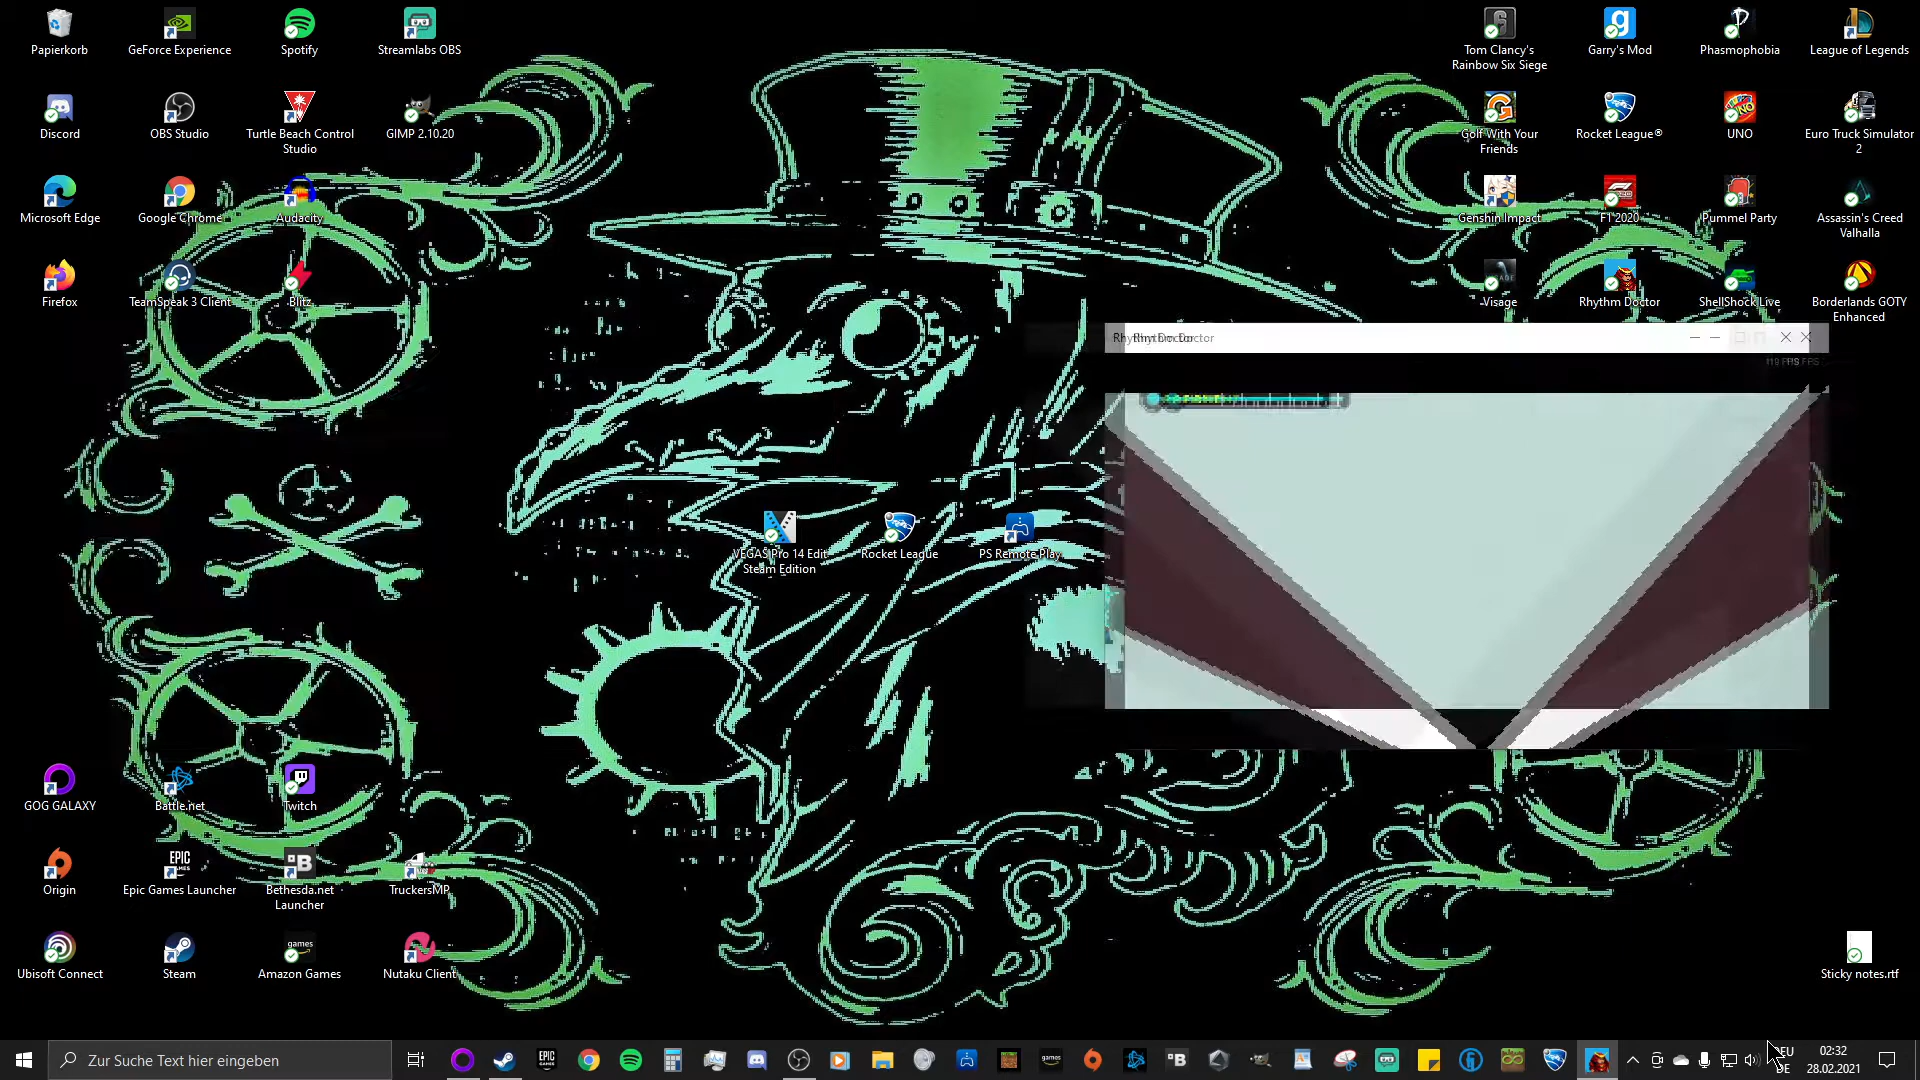 Papierkorb
GeForce Experience
Spotify
Streamlabs OBS
Tom Clancy's
Rainbow Six Siege
Garry's Mod
Phasmophobia
League of Legends
Discord
OBS Studio
Turtle Beach Control
Studio
GIMP 2.10.20
Golf With Your
Friends
Rocket League®
UNO
Euro Truck Simulator
2
Microsoft Edge
Google Chrome
Audacity
Genshin Impact
F1 2020
Pummel Party
Assassin's Creed
Valhalla
Firefox
TeamSpeak 3 Client
Blitz
Visage
Rhythm Doctor
ShellShock Live
Borderlands GOTY
Enhanced
Rhythm Doctor
VEGAS Pro 14 Edit
Steam Edition
Rocket League
PS Remote Play
GOG GALAXY
Battle.net
Twitch
Origin
Epic Games Launcher
Bethesda.net
Launcher
TruckersMP
Ubisoft Connect
Steam
Amazon Games
Nutaku Client
Sticky notes.rtf
Zur Suche Text hier eingeben
DEU
DE
02:32
28.02.2021